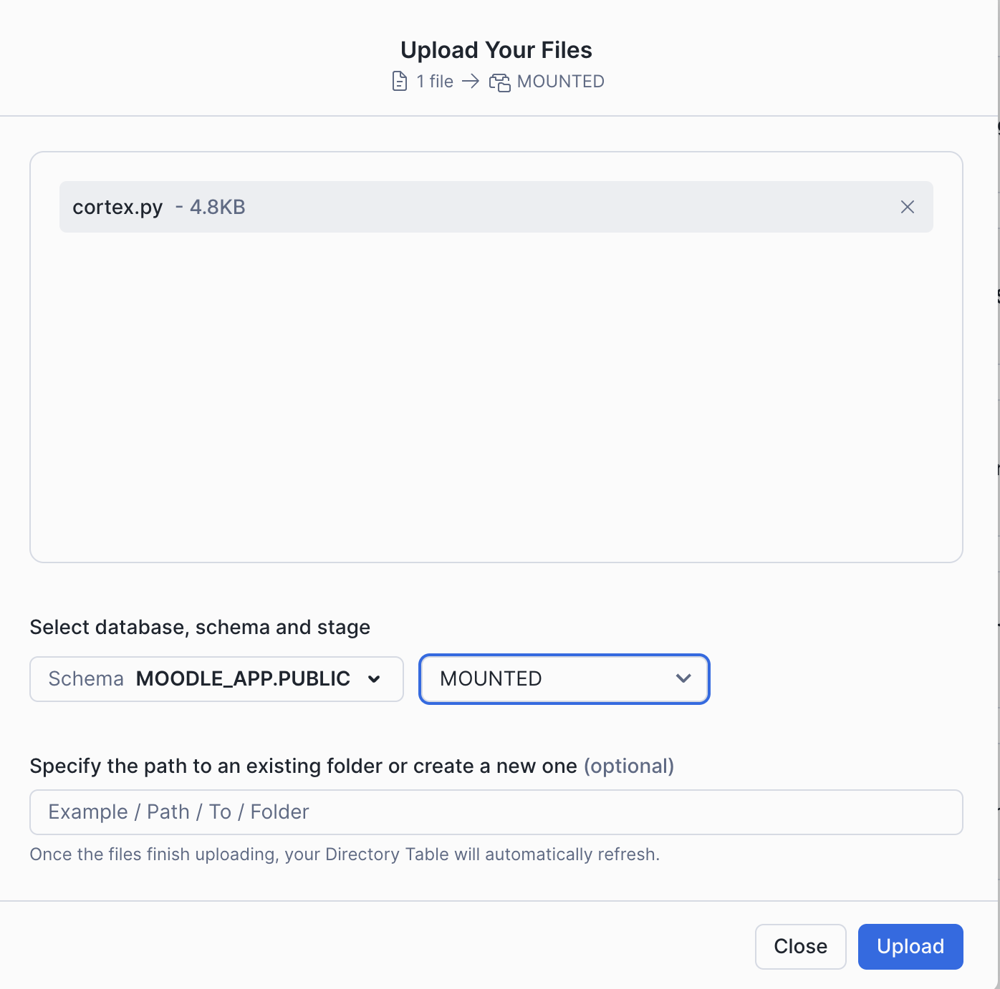 Upload Your Files
1 file → MOUNTED
cortex.py - 4.8KB
Select database, schema and stage
Schema MOODLE_APP.PUBLIC
MOUNTED
Specify the path to an existing folder or create a new one (optional)
Example / Path / To / Folder
Once the files finish uploading, your Directory Table will automatically refresh.
Close Upload